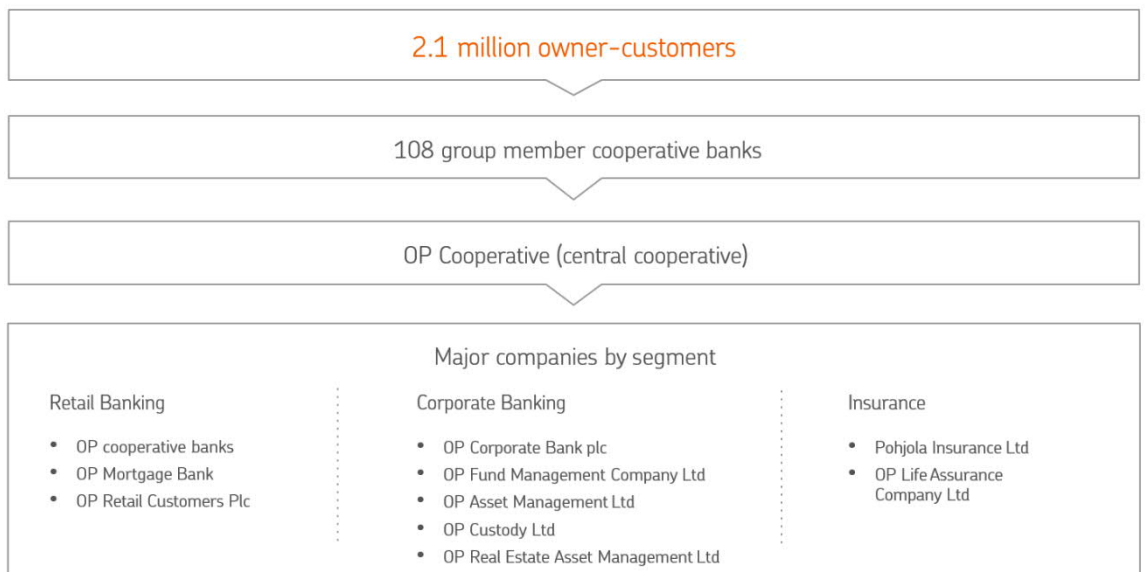 2.1 million owner-customers
108 group member cooperative banks
OP Cooperative (central cooperative)
Major companies by segment
Retail Banking
• OP cooperative banks
• OP Mortgage Bank
• OP Retail Customers Plc
Corporate Banking
• OP Corporate Bank plc
• OP Fund Management Company Ltd
• OP Asset Management Ltd
• OP Custody Ltd
• OP Real Estate Asset Management Ltd
Insurance
• Pohjola Insurance Ltd
• OP Life Assurance
Company Ltd